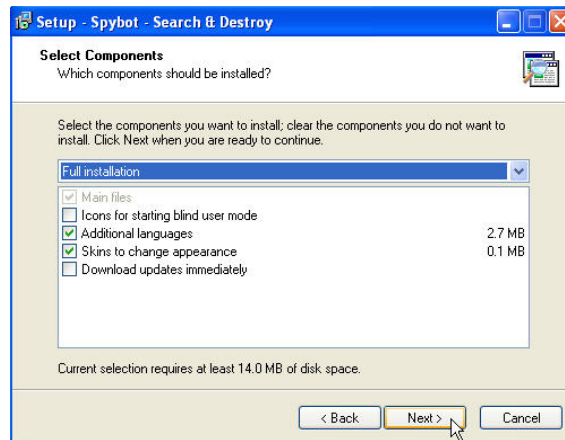 Setup - Spybot - Search & Destroy
Select Components
Which components should be installed?
Select the components you want to install; clear the components you do not want to
install. Click Next when you are ready to continue.
Full installation
Main files
Icons for starting blind user mode
Additional languages 2.7 MB
Skins to change appearance 0.1 MB
Download updates immediately
Current selection requires at least 14.0 MB of disk space.
< Back Next > Cancel